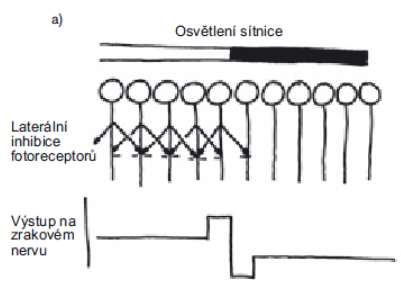 a)
Osvětlení sítnice
Laterální
inhibice
fotoreceptorů
Výstup na
zrakovém
nervu